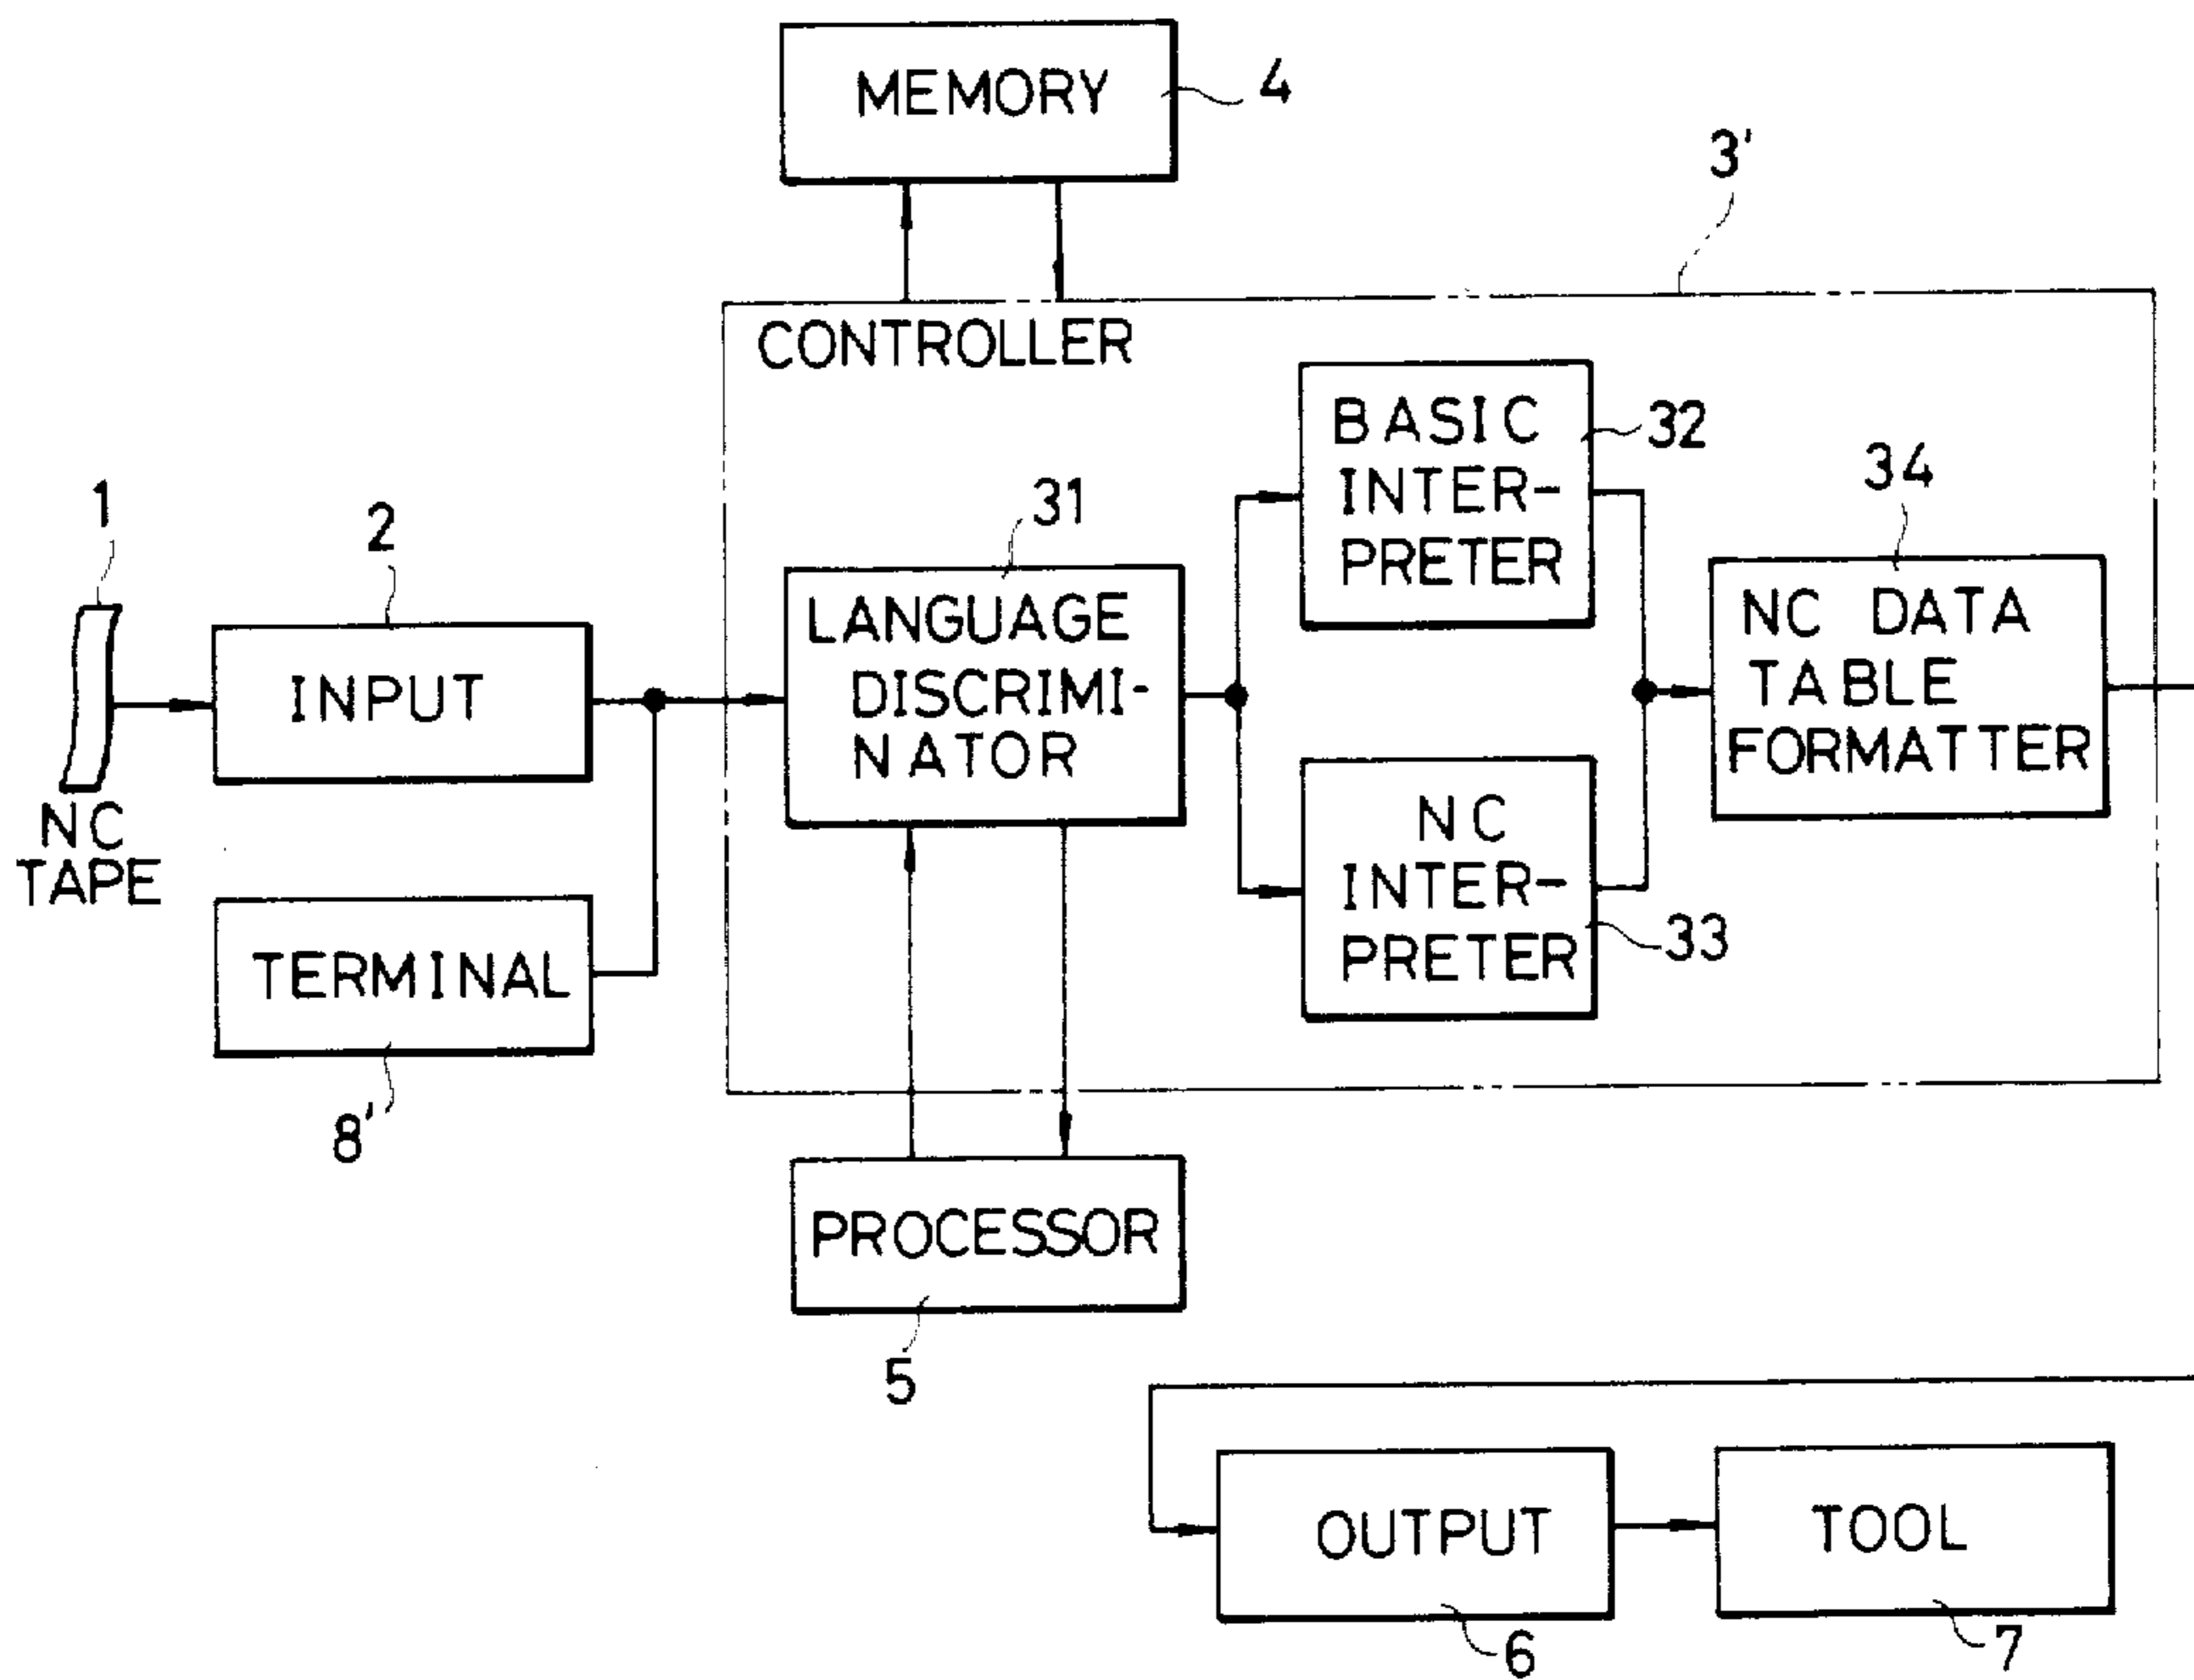 MEMORY
4
3'
CONTROLLER
BASIC
INTER-
PRETER
32
34
1
2
31
LANGUAGE
DISCRIMI-
NATOR
NC DATA
TABLE
FORMATTER
INPUT
NC
TAPE
NC
INTER-
PRETER
33
TERMINAL
8'
PROCESSOR
5
OUTPUT
6
TOOL
7